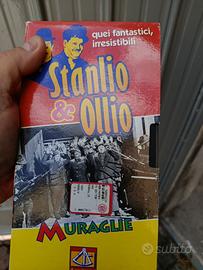 quei fantastici,
irresistibili
Stanlio
& Ollio
MURAGLIE
subito